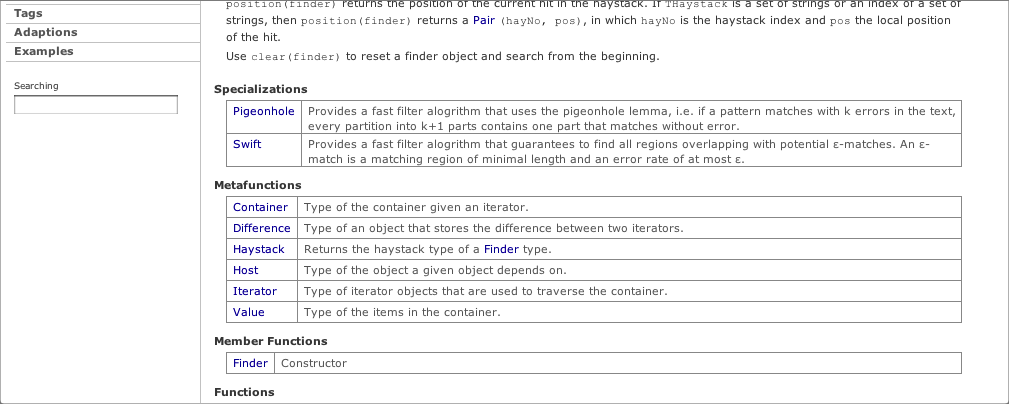 Tags
Adaptions
Examples
Searching
position(finder) returns the position of the current hit in the haystack. If THaystack is a set of strings or an index of a set of
strings, then position(finder) returns a Pair (hayNo, pos), in which hayNo is the haystack index and pos the local position
of the hit.
Use clear(finder) to reset a finder object and search from the beginning.
Specializations
Pigeonhole Provides a fast filter alogrithm that uses the pigeonhole lemma, i.e. if a pattern matches with k errors in the text,
every partition into k+1 parts contains one part that matches without error.
Swift Provides a fast filter alogrithm that guarantees to find all regions overlapping with potential ε-matches. An ε-
match is a matching region of minimal length and an error rate of at most ε.
Metafunctions
Container Type of the container given an iterator.
Difference Type of an object that stores the difference between two iterators.
Haystack Returns the haystack type of a Finder type.
Host Type of the object a given object depends on.
Iterator Type of iterator objects that are used to traverse the container.
Value Type of the items in the container.
Member Functions
Finder Constructor
Functions